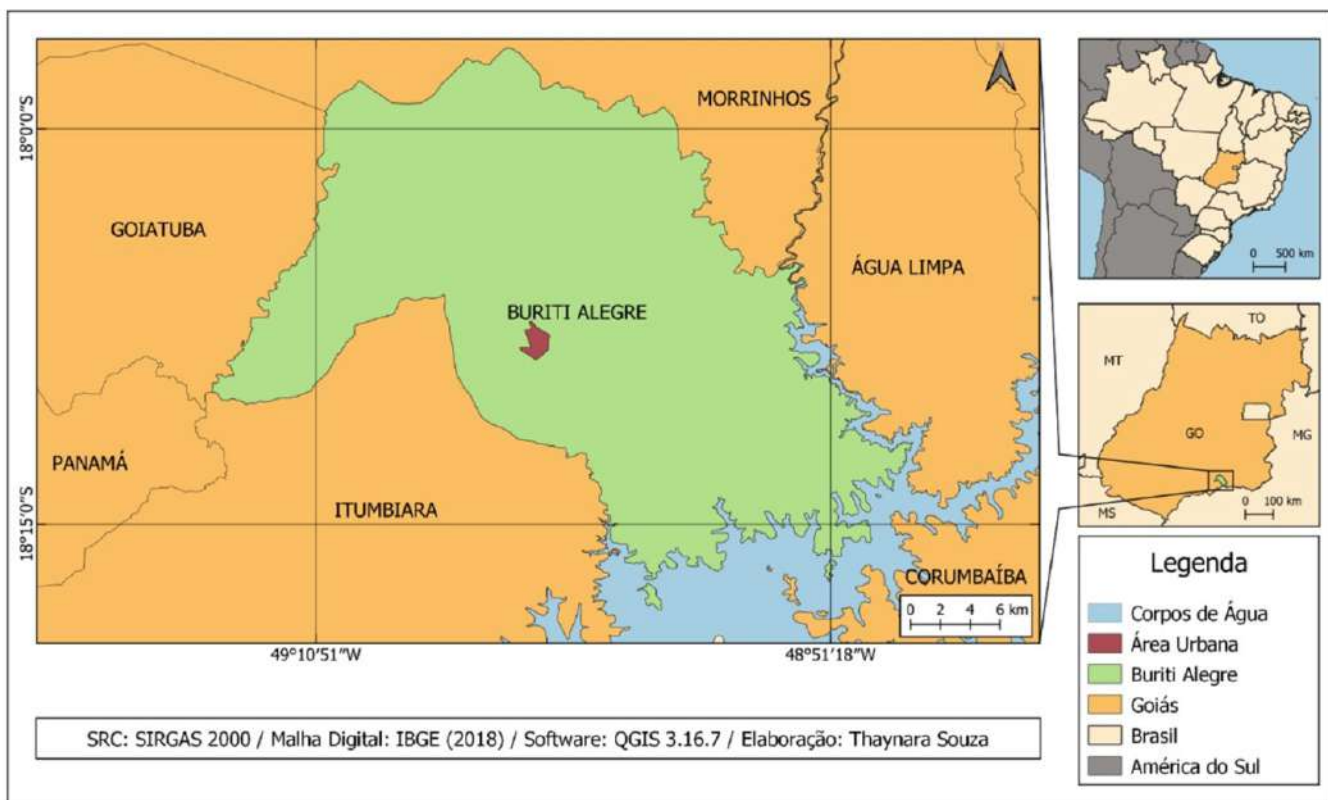 MORRINHOS
18°0'0"S
GOIATUBA
ÁGUA LIMPA
BURITI ALEGRE
PANAMÁ
ITUMBIARA
18°15'0"S
CORUMBAÍBA
0 2 4 6 km
49°10'51"W
48°51'18"W
0 500 km
TO
MT
GO
MG
0 100 km
MS
Legenda
Corpos de Água
Área Urbana
Buriti Alegre
Goiás
Brasil
América do Sul
SRC: SIRGAS 2000 / Malha Digital: IBGE (2018) / Software: QGIS 3.16.7 / Elaboração: Thaynara Souza